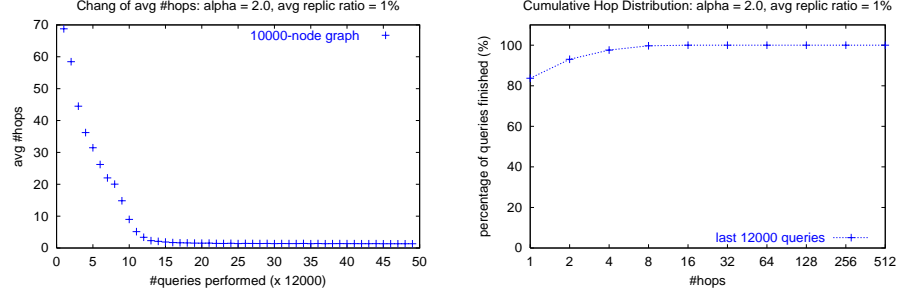 Chang of avg #hops: alpha = 2.0, avg replic ratio = 1%
70
60
50
40
30
20
10
0
avg #hops
10000-node graph
0 5 10 15 20 25 30 35 40 45 50
#queries performed (x 12000)
Cumulative Hop Distribution: alpha = 2.0, avg replic ratio = 1%
100
80
60
40
20
0
percentage of queries finished (%)
last 12000 queries
1 2 4 8 16 32 64 128 256 512
#hops